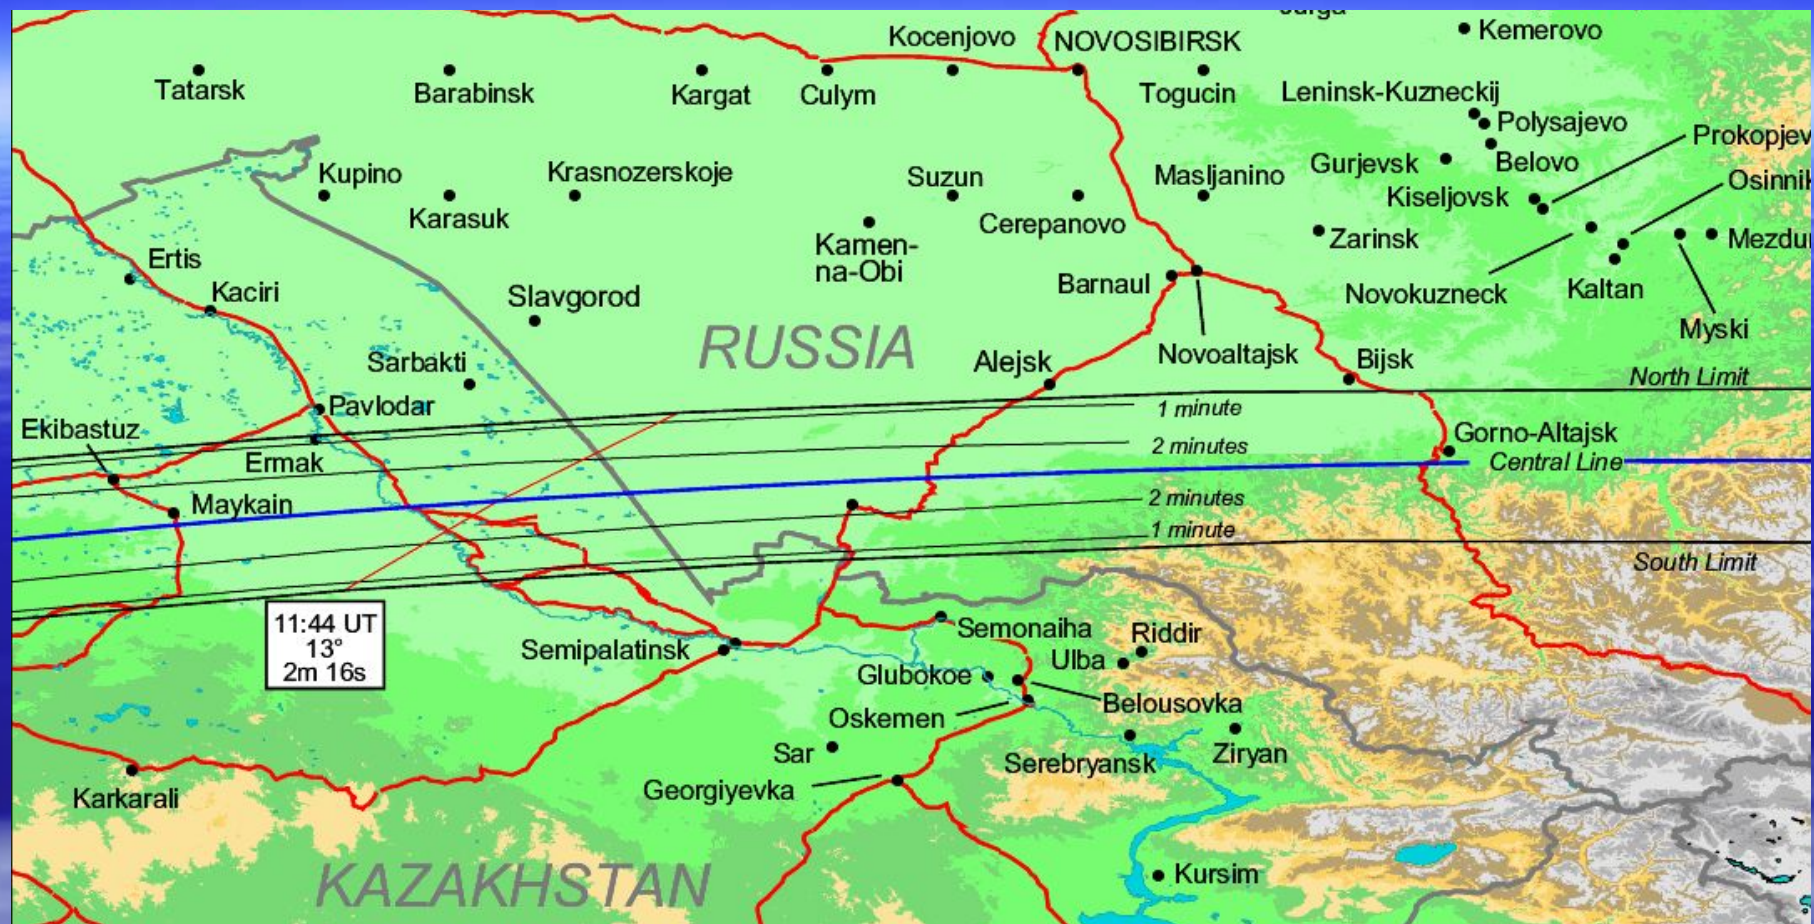 Kocenjovo
NOVOSIBIRSK
Kemerovo
Tatarsk
Barabinsk
Kargat
Culym
Togucin
Leninsk-Kuzneckij
Polysajevo
Prokopjev
Kupino
Krasnozerskoje
Suzun
Masljanino
Gurjevsk
Belovo
Osinnik
Karasuk
Cerepanovo
Kiseljovsk
Kamen-
na-Obi
Zarinsk
Mezdur
Ertis
Kaciri
Slavgorod
Barnaul
Novokuzneck
Kaltan
RUSSIA
Myski
Sarbakti
Alejsk
Novoaltajsk
Bijsk
North Limit
Pavlodar
1 minute
Ekibastuz
Gorno-Altajsk
2 minutes
Ermak
Central Line
Maykain
2 minutes
1 minute
South Limit
11:44 UT
13°
2m 16s
Semipalatinsk
Semonaiha
Riddir
Ulba
Glubokoe
Belousovka
Oskemen
Sar
Serebryansk
Ziryan
Georgiyevka
Karkarali
KAZAKHSTAN
Kursim